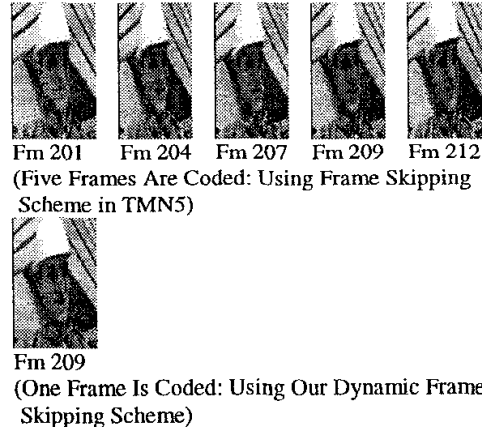 Fm 201 Fm 204 Fm 207 Fm 209 Fm 212
(Five Frames Are Coded: Using Frame Skipping
Scheme in TMN5)
Fm 209
(One Frame Is Coded: Using Our Dynamic Frame
Skipping Scheme)